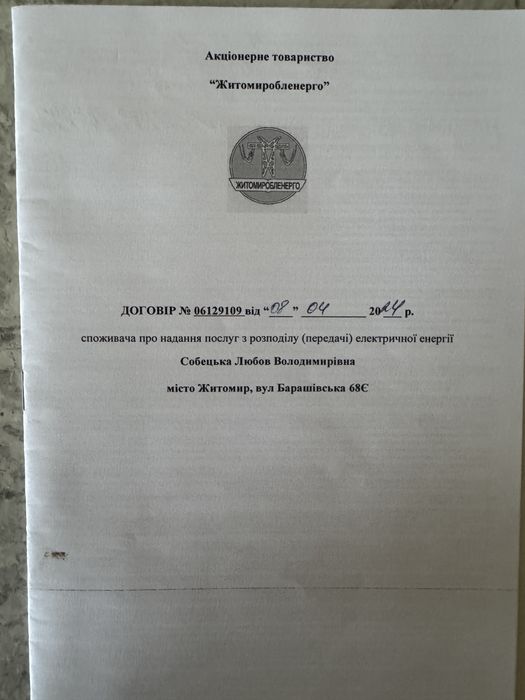 Акціонерне товариство
“Житомиробленерго”
ЖИТОМИРОБЛЕНЕРГО
ДОГОВІР № 06129109 від “08” 04 2024 р.
споживача про надання послуг з розподілу (передачі) електричної енергії
Собецька Любов Володимирівна
місто Житомир, вул Барашівська 68Є